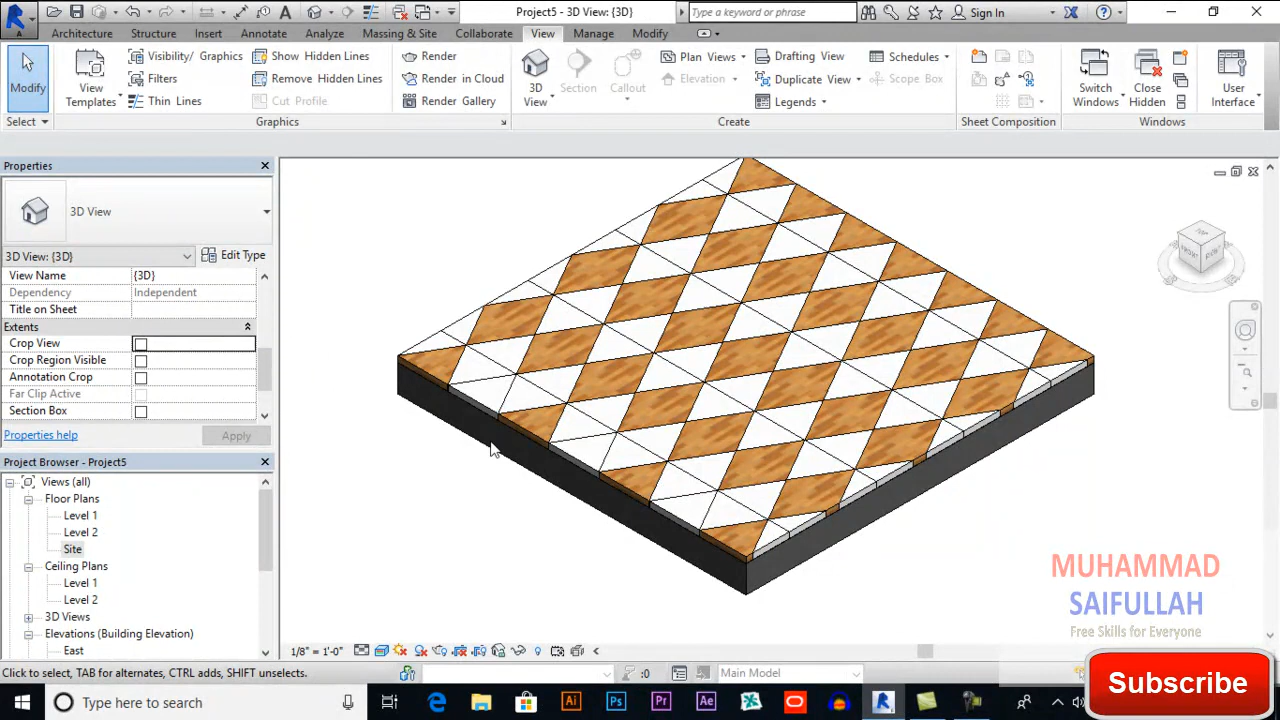 Project5 - 3D View: {3D}
Type a keyword or phrase
Sign In
Architecture Structure Insert Annotate Analyze Massing & Site Collaborate View Manage Modify
Modify
Select
View
Templates
Visibility/ Graphics
Filters
Thin Lines
Show Hidden Lines
Remove Hidden Lines
Cut Profile
Render
Render in Cloud
Render Gallery
Graphics
3D
View
Section
Callout
Plan Views
Elevation
Drafting View
Duplicate View
Legends
Schedules
Scope Box
Create
Sheet Composition
Switch
Windows
Close
Hidden
Windows
User
Interface
Properties
3D View
3D View: {3D}
Edit Type
View Name {3D}
Dependency Independent
Title on Sheet
Extents
Crop View
Crop Region Visible
Annotation Crop
Far Clip Active
Section Box
Properties help
Apply
Project Browser - Project5
Views (all)
Floor Plans
Level 1
Level 2
Site
Ceiling Plans
Level 1
Level 2
3D Views
Elevations (Building Elevation)
East
TOP
FRONT
RIGHT
MUHAMMAD
SAIFULLAH
Free Skills for Everyone
1/8" = 1'-0"
Click to select, TAB for alternates, CTRL adds, SHIFT unselects.
:0
Main Model
Subscribe
Type here to search
Ai
Ps
Pr
Ae